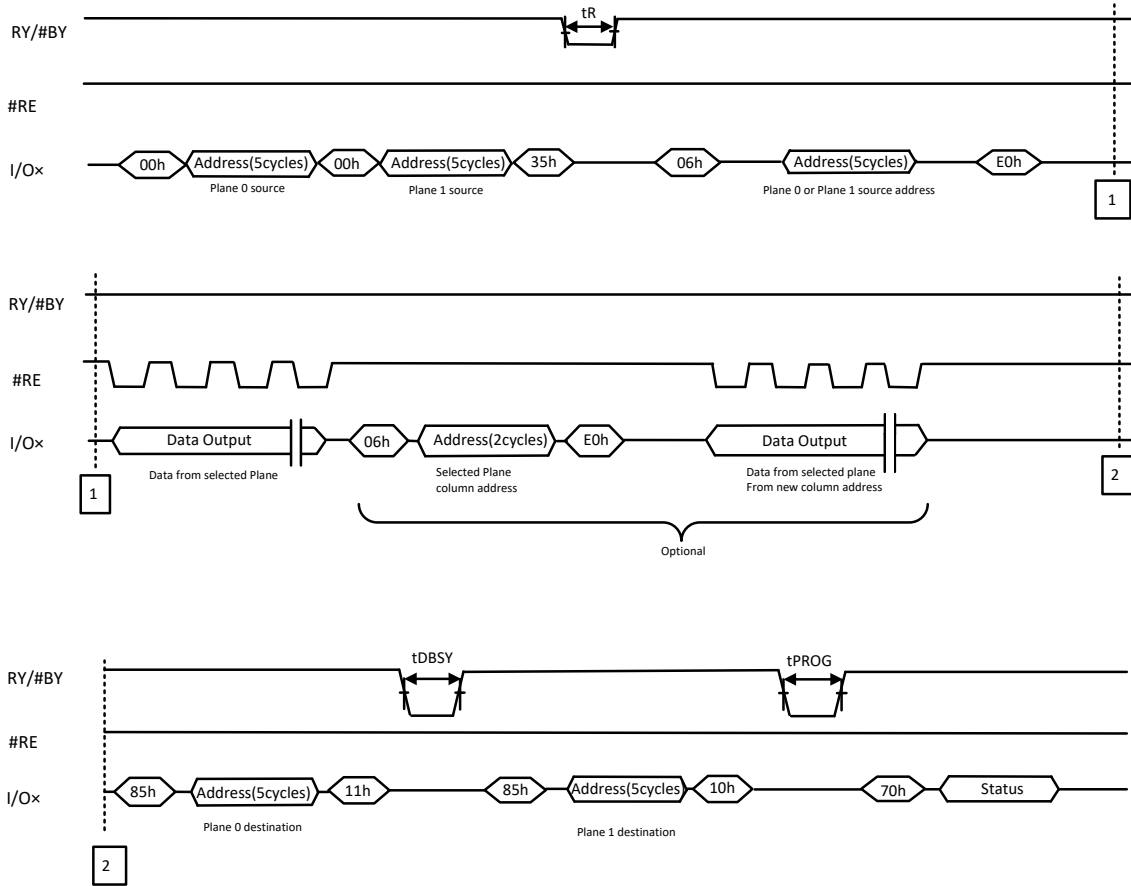 tR
RY/#BY
#RE
I/O×
00h Address(5cycles) 00h Address(5cycles) 35h 06h Address(5cycles) E0h
Plane 0 source Plane 1 source Plane 0 or Plane 1 source address
1
RY/#BY
#RE
I/O×
Data Output 06h Address(2cycles) E0h Data Output
Data from selected Plane
Selected Plane
column address
Data from selected plane
From new column address
1
2
Optional
tDBSY tPROG
RY/#BY
#RE
I/O×
85h Address(5cycles) 11h 85h Address(5cycles 10h 70h Status
Plane 0 destination Plane 1 destination
2